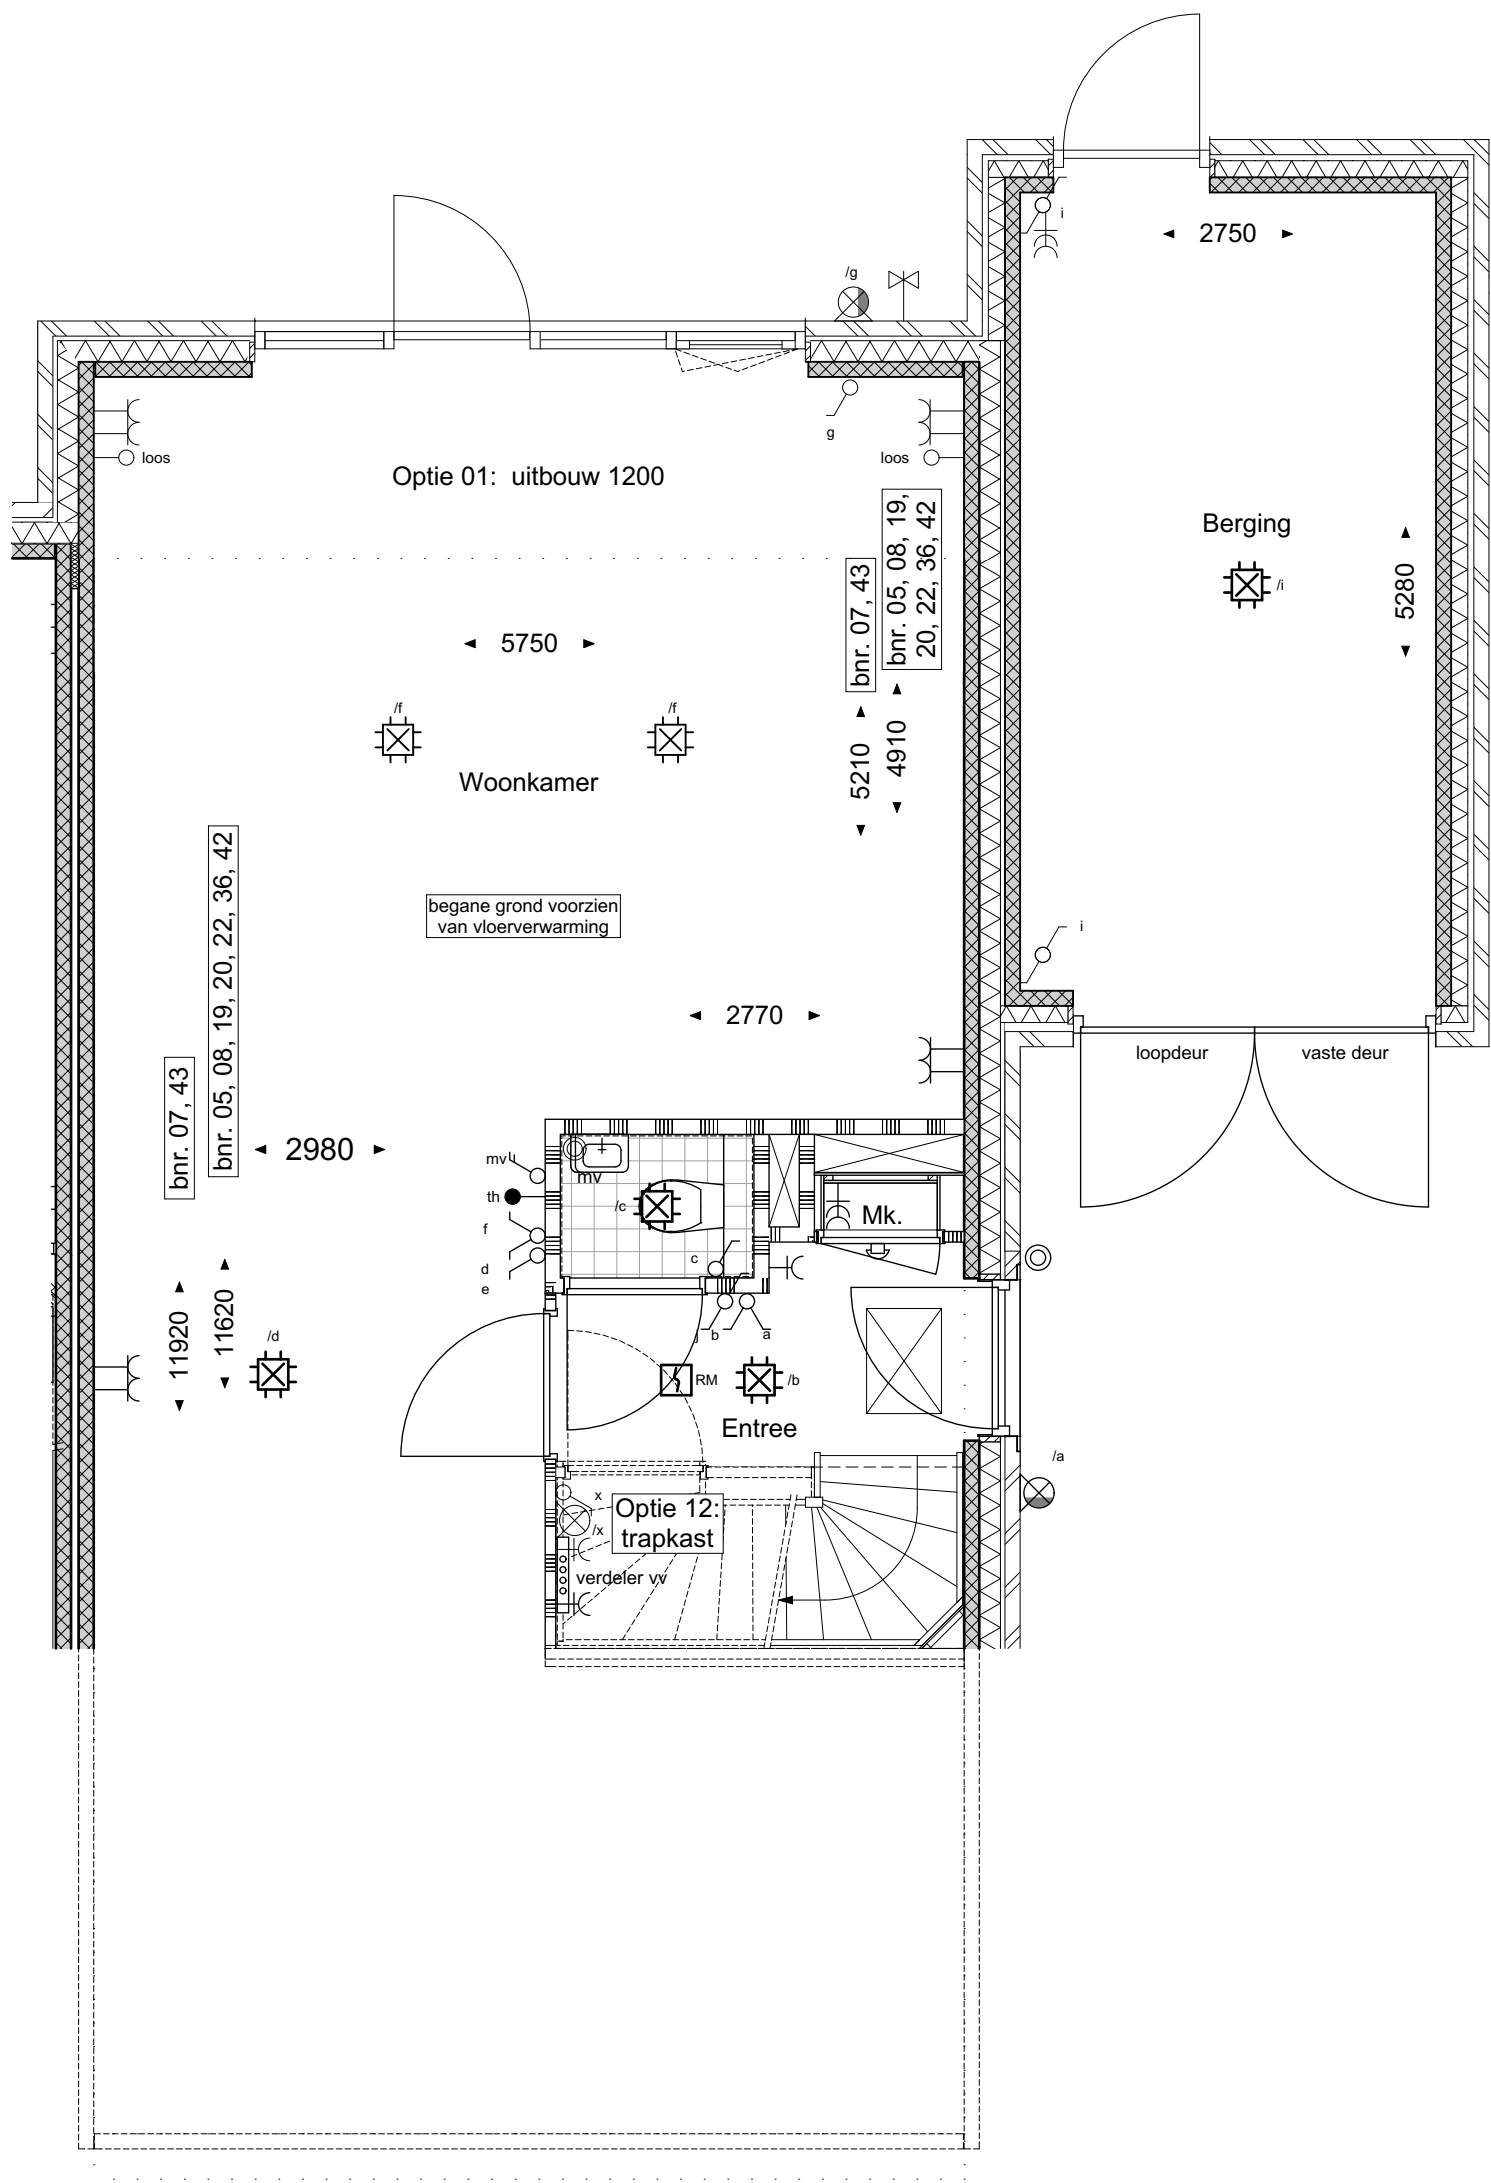 i
2750
/g
g
loos
loos
Optie 01: uitbouw 1200
bnr. 05, 08, 19,
20, 22, 36, 42
bnr. 07, 43
Berging
/i
5280
5750
/f
/f
Woonkamer
5210
4910
bnr. 05, 08, 19, 20, 22, 36, 42
bnr. 07, 43
begane grond voorzien
van vloerverwarming
i
2770
loopdeur
vaste deur
2980
mv
mv
th
/c
Mk.
f
c
d
e
11920
11620
/d
b
a
RM
/b
Entree
/a
x
Optie 12:
trapkast
/x
verdeler vv